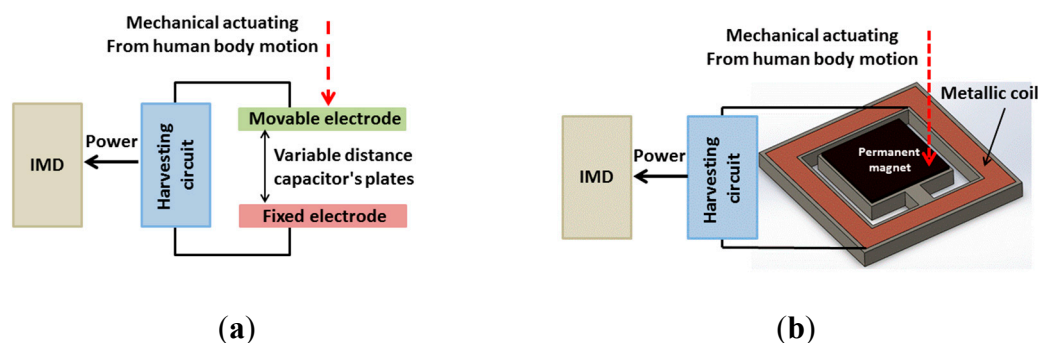 Mechanical actuating
From human body motion
Movable electrode
Variable distance
capacitor's plates
Fixed electrode
Harvesting
circuit
Power
IMD
(a)
Mechanical actuating
From human body motion
Metallic coil
Permanent
magnet
Harvesting
circuit
Power
IMD
(b)